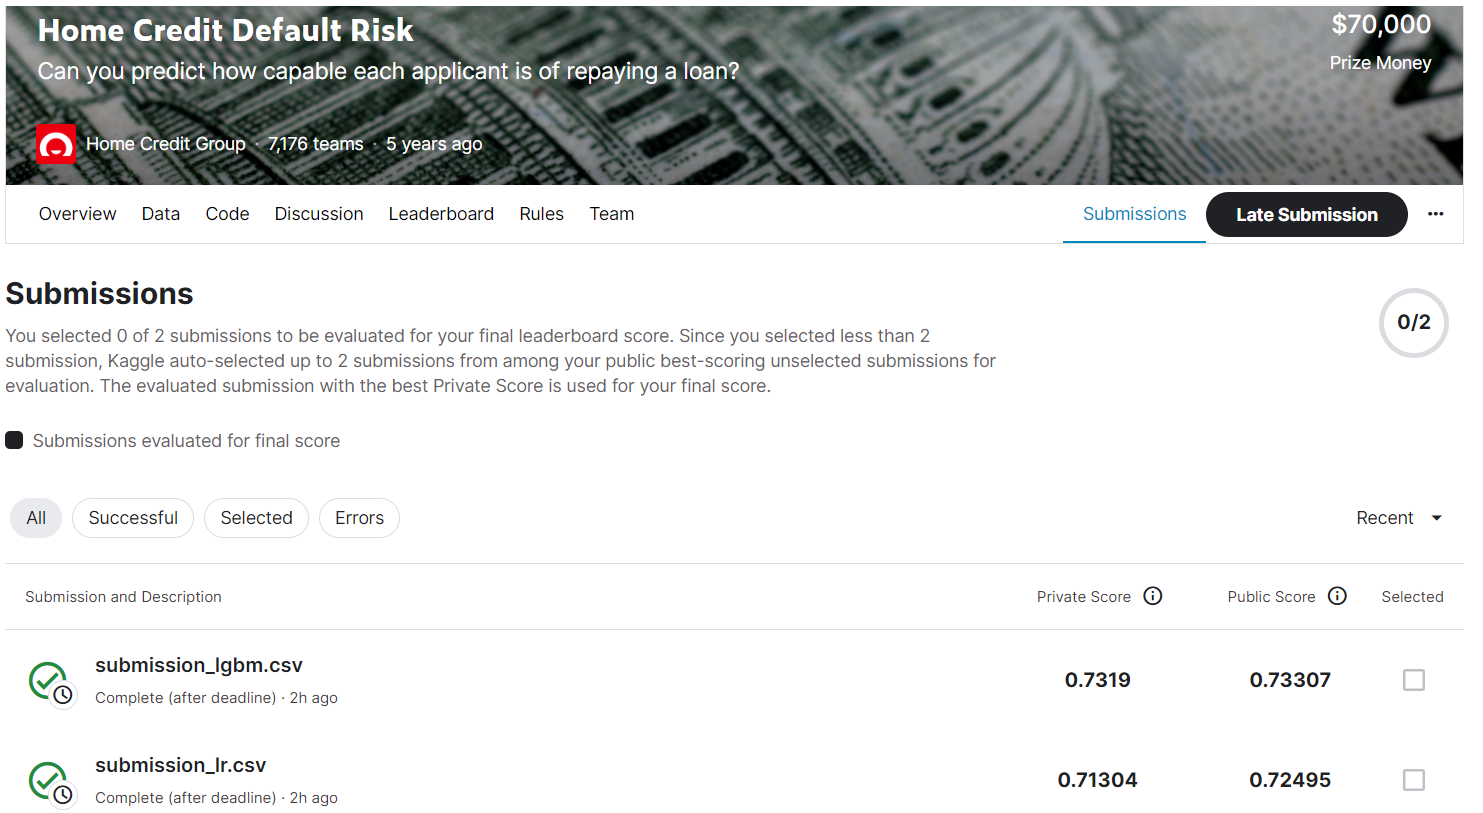 Home Credit Default Risk
$70,000
Can you predict how capable each applicant is of repaying a loan?
Prize Money
Home Credit Group · 7,176 teams · 5 years ago
Overview Data Code Discussion Leaderboard Rules Team Submissions Late Submission ···
Submissions
0/2
You selected 0 of 2 submissions to be evaluated for your final leaderboard score. Since you selected less than 2
submission, Kaggle auto-selected up to 2 submissions from among your public best-scoring unselected submissions for
evaluation. The evaluated submission with the best Private Score is used for your final score.
Submissions evaluated for final score
All Successful Selected Errors Recent
Submission and Description Private Score Public Score Selected
submission_lgbm.csv
0.7319 0.73307
Complete (after deadline) · 2h ago
submission_lr.csv
0.71304 0.72495
Complete (after deadline) · 2h ago